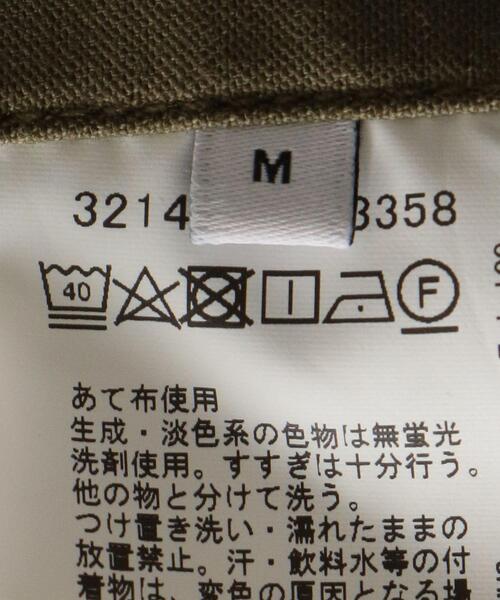 M
3214
3358
40
F
あて布使用
生成・淡色系の色物は無蛍光
洗剤使用。すすぎは十分行う。
他の物と分けて洗う。
つけ置き洗い・濡れたままの
放置禁止。汗・飲料水等の付
着物は、変色の原因となる場